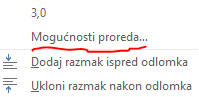 3,0
Mogućnosti proreda...
Dodaj razmak ispred odlomka
Ukloni razmak nakon odlomka